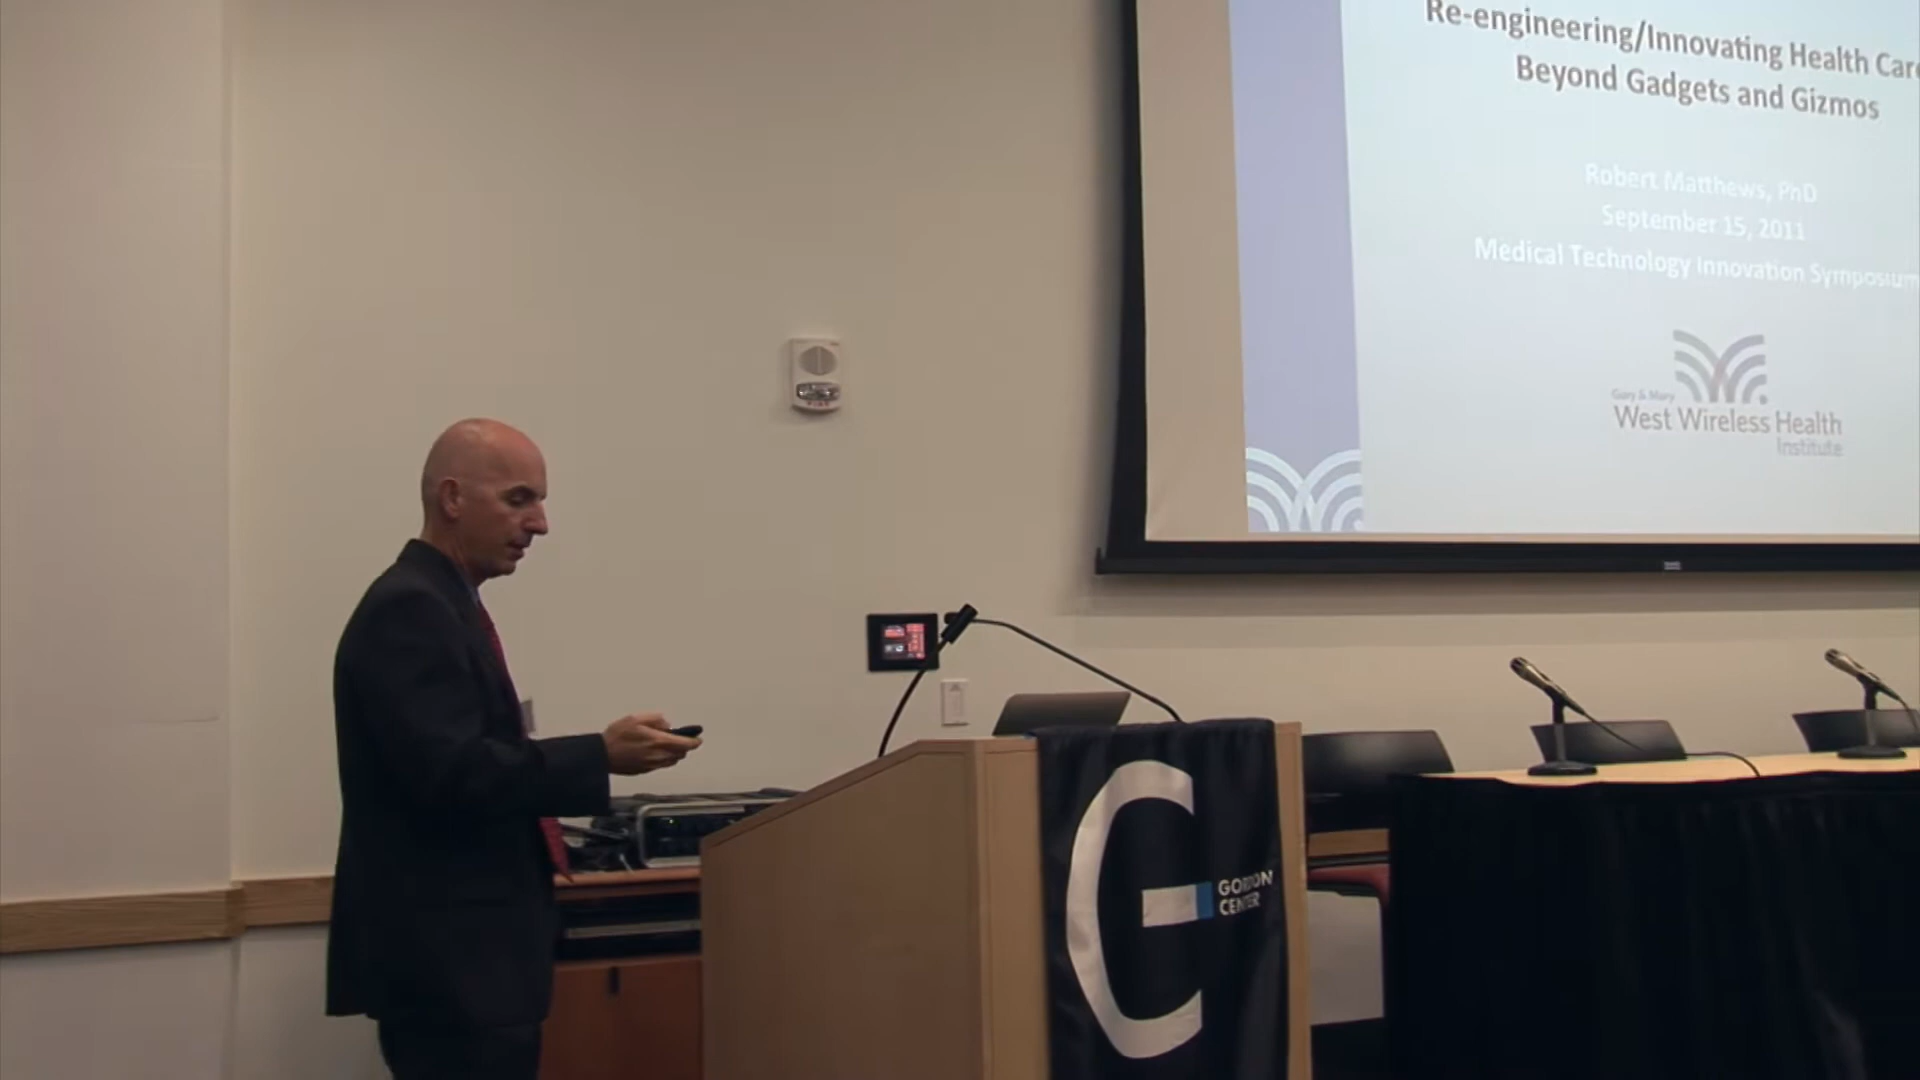 Re-engineering/Innovating Health Care
Beyond Gadgets and Gizmos
Robert Matthews, PhD
September 15, 2011
Medical Technology Innovation Symposium
Gary & Mary
West Wireless Health
Institute
GORDON
CENTER